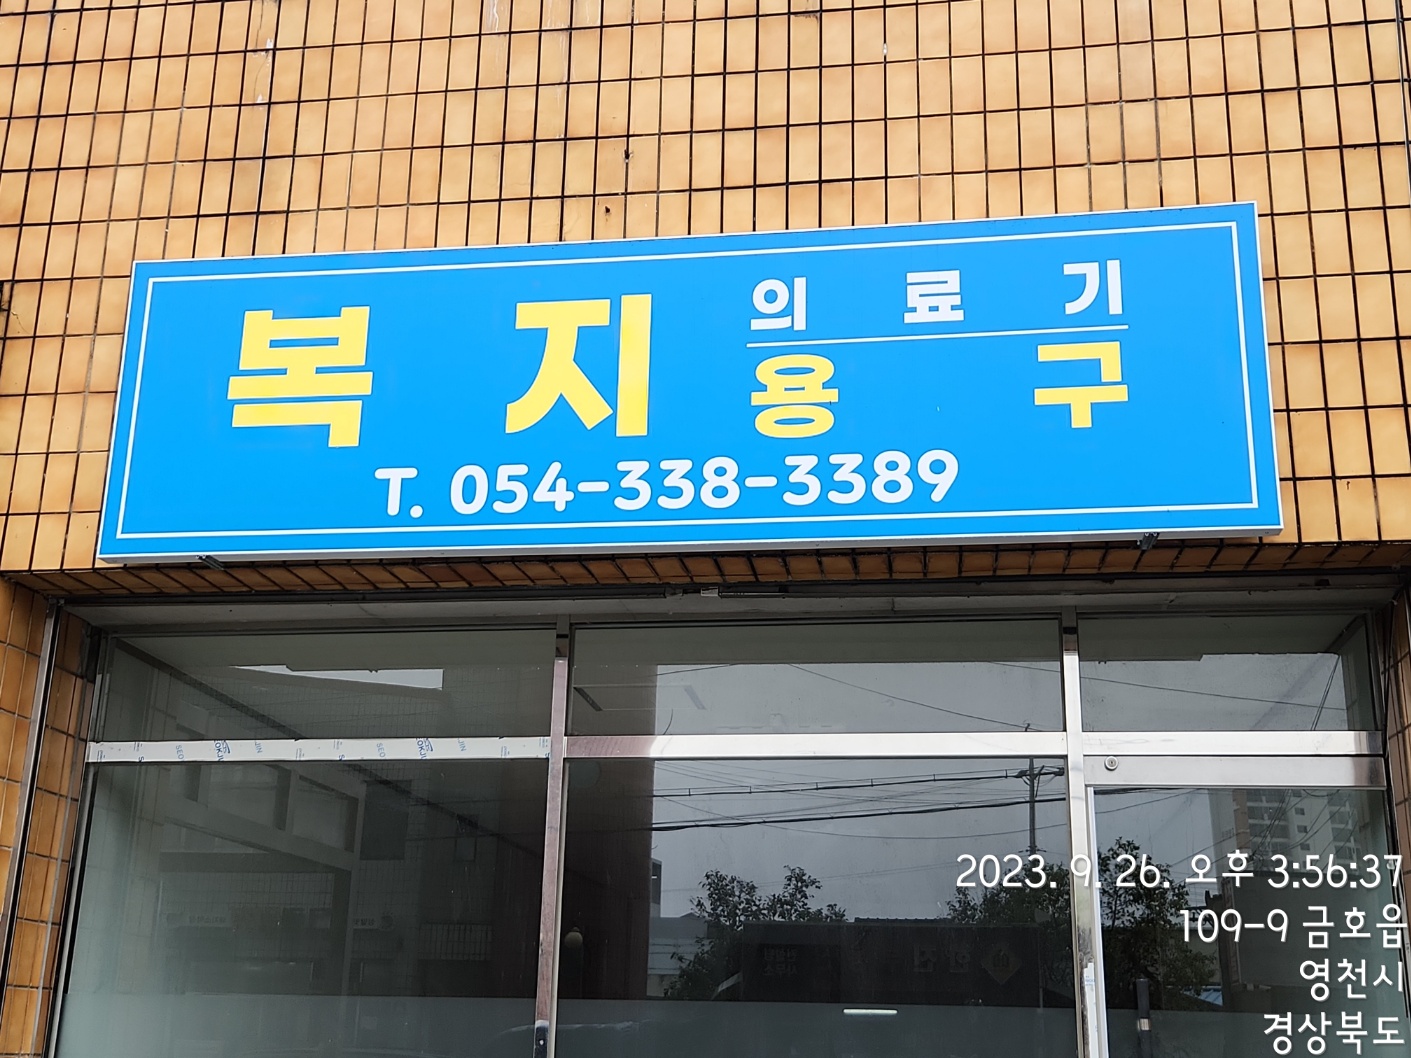 복지 의료기
용구
T. 054-338-3389
2023. 9. 26. 오후 3:56:37
109-9 금호읍
영천시
경상북도